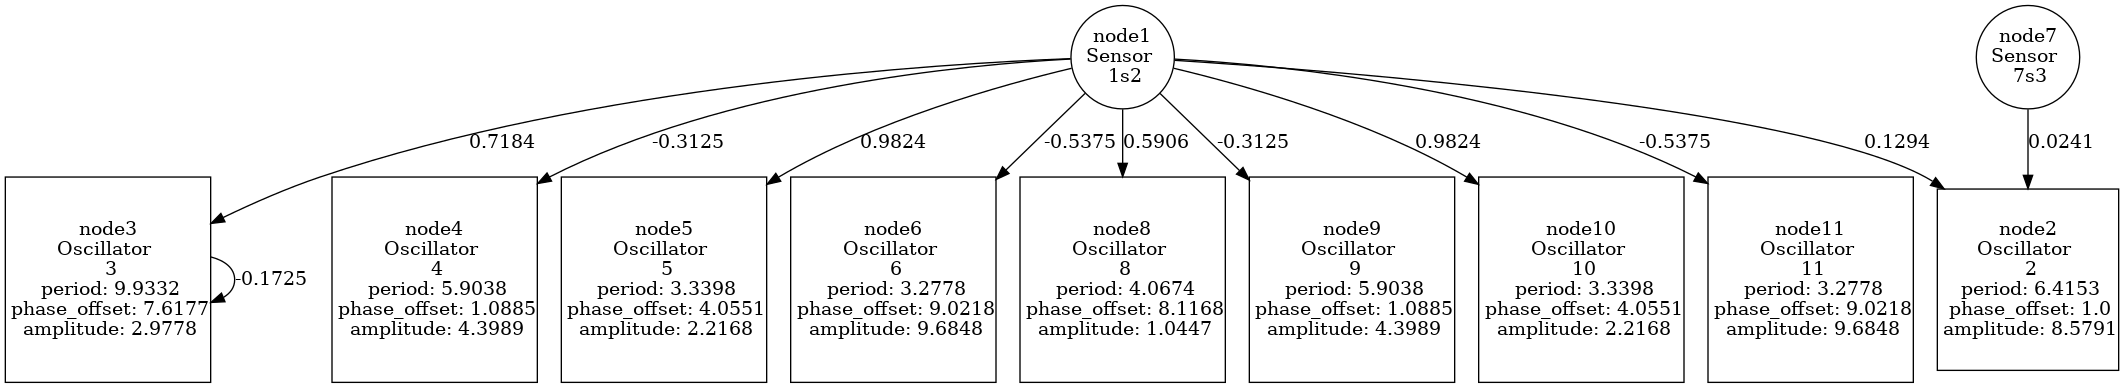 node1
Sensor
1s2
node7
Sensor
7s3
0.7184
-0.3125
0.9824
-0.5375
0.5906
-0.3125
0.9824
-0.5375
0.1294
0.0241
node3
Oscillator
3
period: 9.9332
phase_offset: 7.6177
amplitude: 2.9778
-0.1725
node4
Oscillator
4
period: 5.9038
phase_offset: 1.0885
amplitude: 4.3989
node5
Oscillator
5
period: 3.3398
phase_offset: 4.0551
amplitude: 2.2168
node6
Oscillator
6
period: 3.2778
phase_offset: 9.0218
amplitude: 9.6848
node8
Oscillator
8
period: 4.0674
phase_offset: 8.1168
amplitude: 1.0447
node9
Oscillator
9
period: 5.9038
phase_offset: 1.0885
amplitude: 4.3989
node10
Oscillator
10
period: 3.3398
phase_offset: 4.0551
amplitude: 2.2168
node11
Oscillator
11
period: 3.2778
phase_offset: 9.0218
amplitude: 9.6848
node2
Oscillator
2
period: 6.4153
phase_offset: 1.0
amplitude: 8.5791